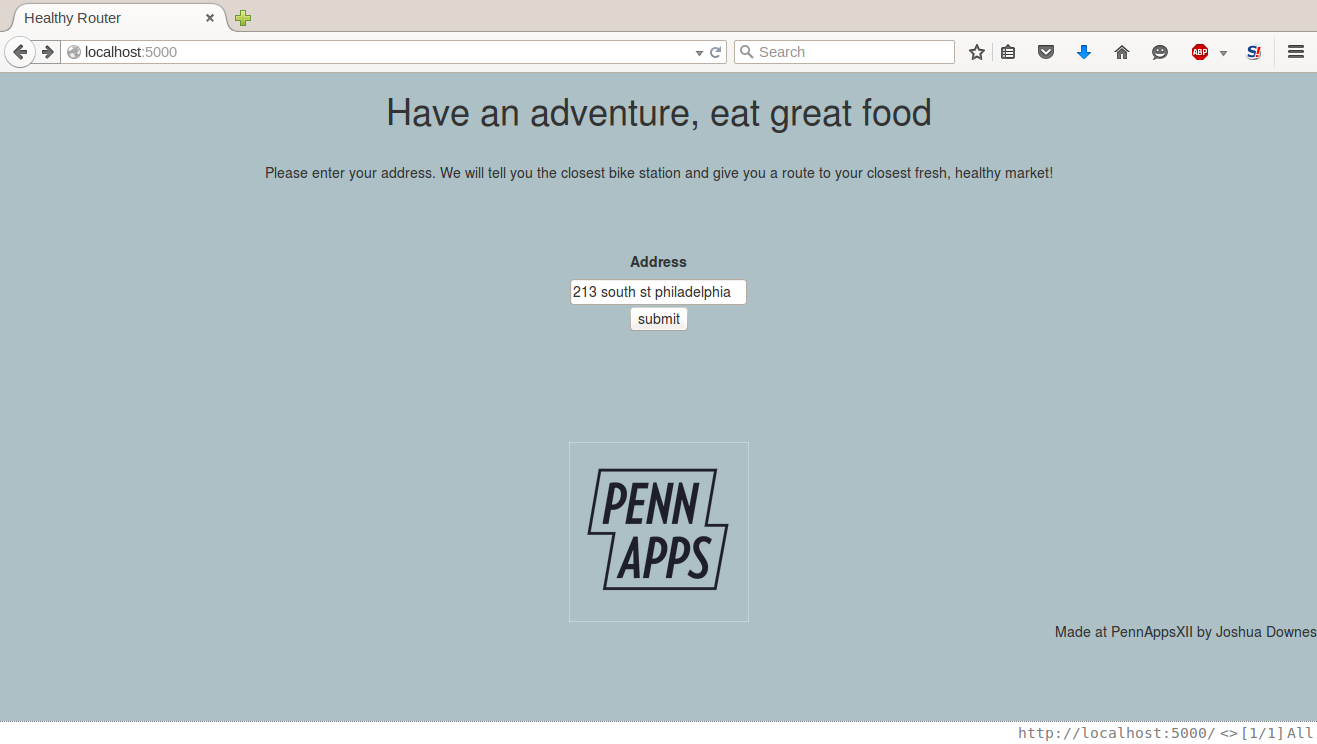 Healthy Router
localhost:5000
Search
ABP
S!
Have an adventure, eat great food
Please enter your address. We will tell you the closest bike station and give you a route to your closest fresh, healthy market!
Address
213 south st philadelphia
submit
PENN
APPS
Made at PennAppsXII by Joshua Downes
http://localhost:5000/ <> [1/1] All